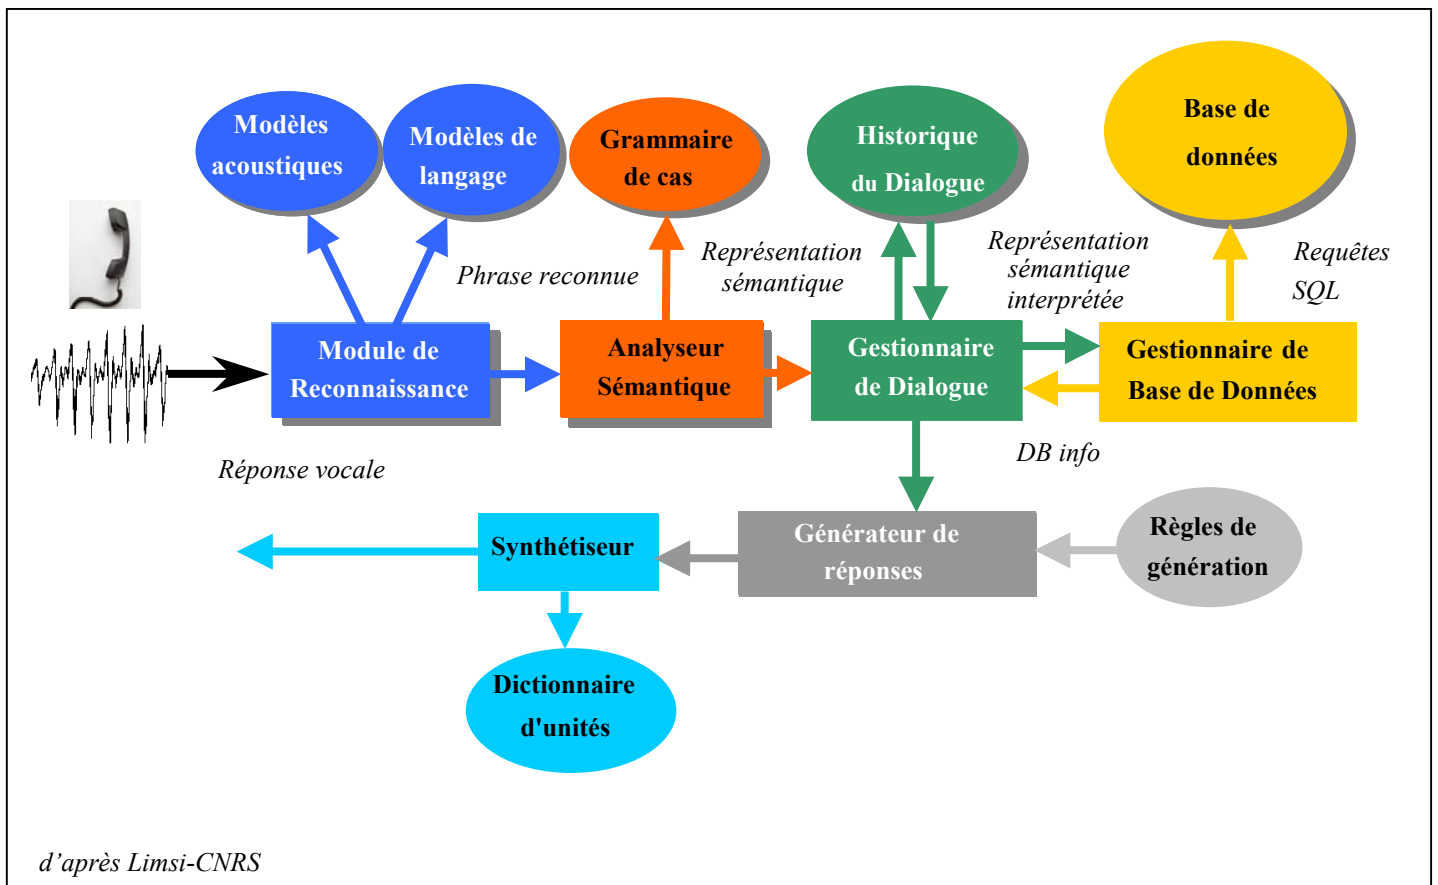 Modèles
acoustiques
Modèles de
langage
Grammaire
de cas
Historique
du Dialogue
Base de
données
Phrase reconnue
Représentation
sémantique
Représentation
sémantique
interprétée
Requêtes
SQL
Module de
Reconnaissance
Analyseur
Sémantique
Gestionnaire
de Dialogue
Gestionnaire de
Base de Données
Réponse vocale
DB info
Synthétiseur
Générateur de
réponses
Règles de
génération
Dictionnaire
d'unités
d’après Limsi-CNRS